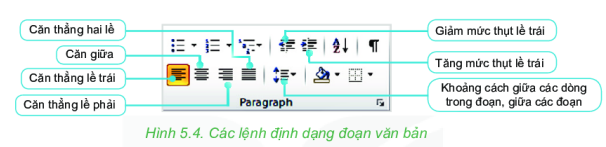 Căn thẳng hai lề
Căn giữa
Căn thẳng lề trái
Căn thẳng lề phải
Giảm mức thụt lề trái
Tăng mức thụt lề trái
Khoảng cách giữa các dòng
trong đoạn, giữa các đoạn
Paragraph
Hình 5.4. Các lệnh định dạng đoạn văn bản